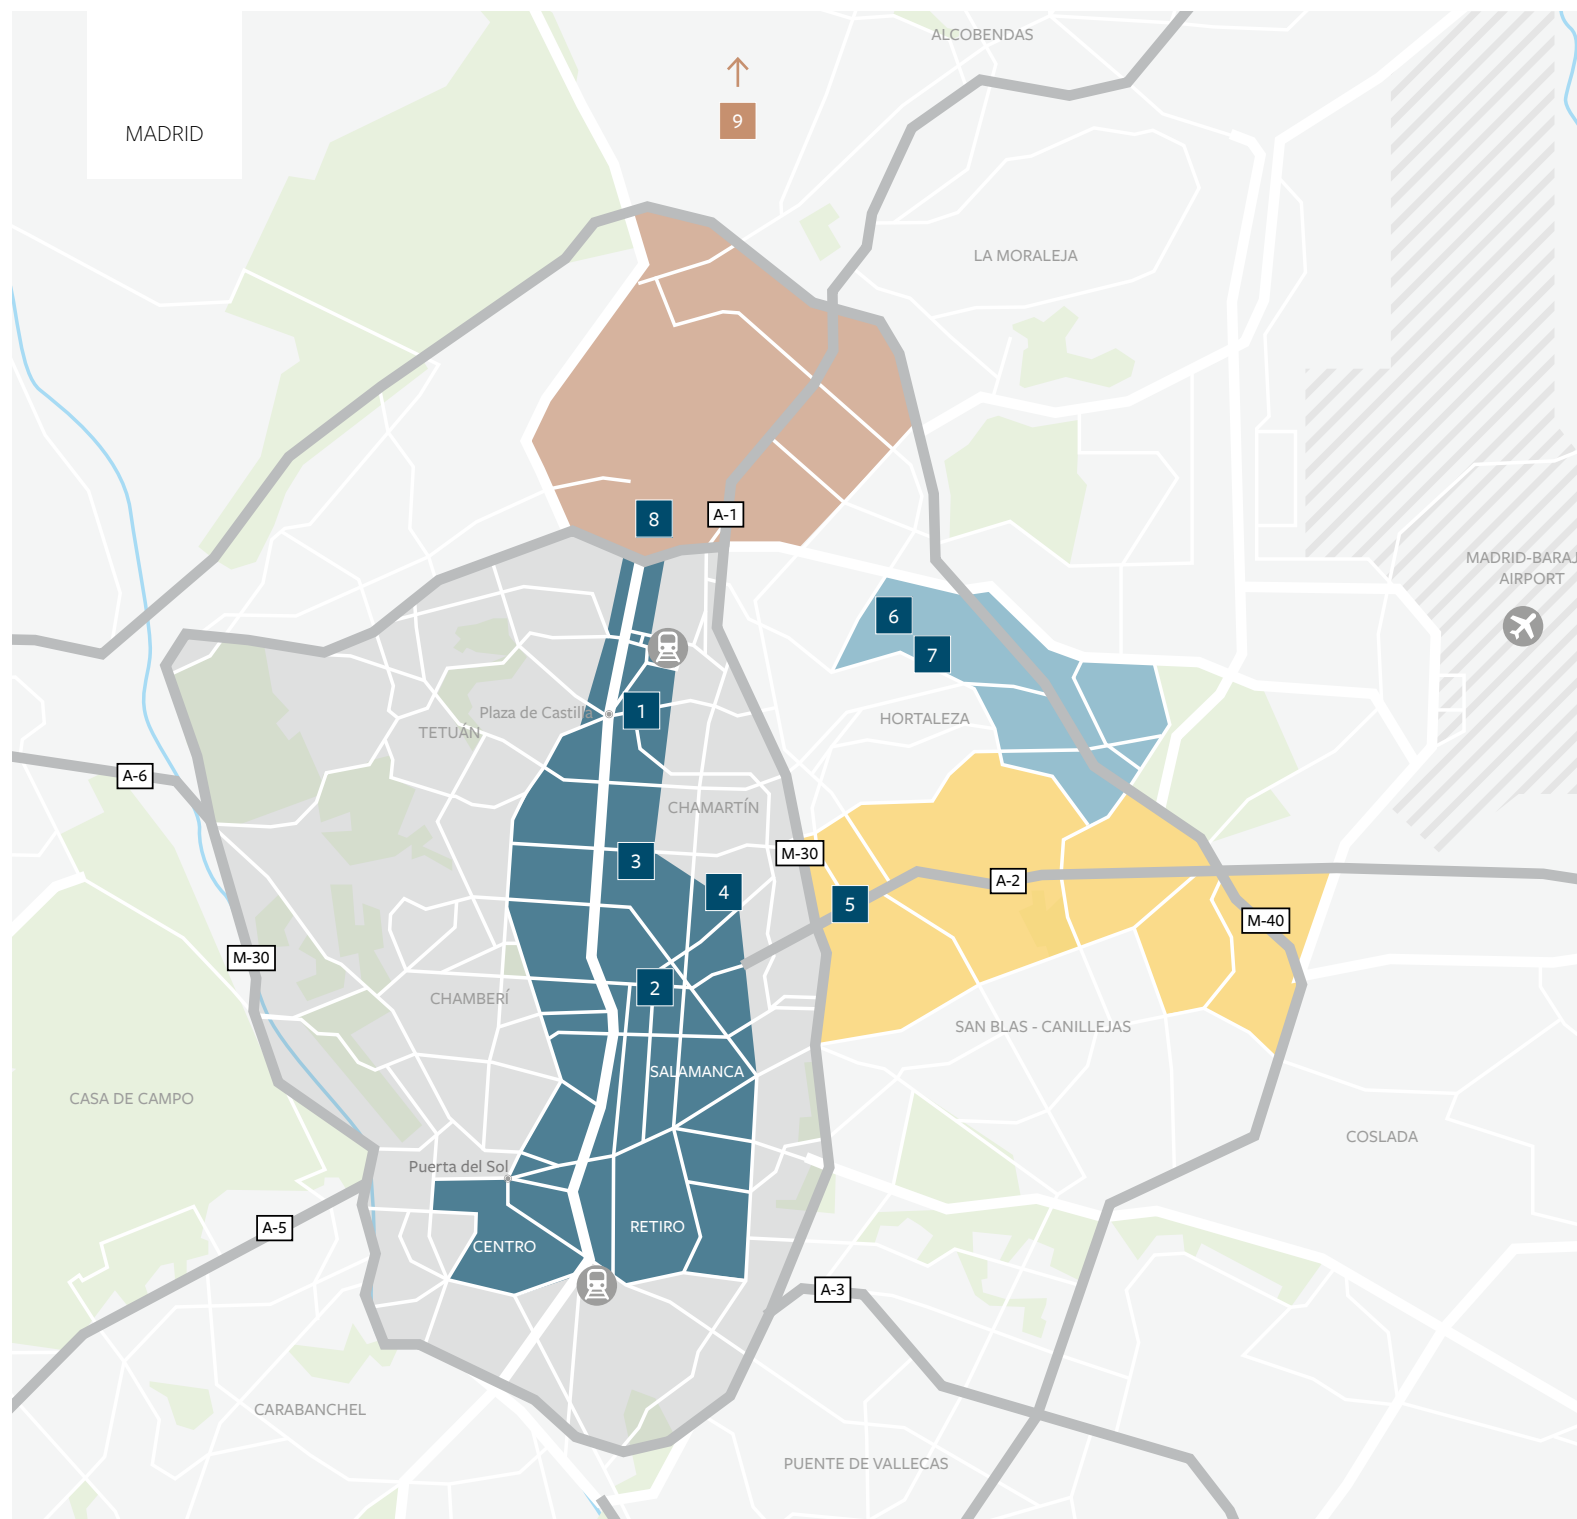 ALCOBENDAS
9
MADRID
LA MORALEJA
8
A-1
MADRID-BARAJ
AIRPORT
6
7
Plaza de Castilla
1
HORTALEZA
TETUÁN
A-6
CHAMARTÍN
M-30
3
A-2
4
5
M-40
M-30
2
CHAMBERÍ
SAN BLAS - CANILLEJAS
SALAMANCA
CASA DE CAMPO
COSLADA
Puerta del Sol
A-5
RETIRO
CENTRO
A-3
CARABANCHEL
PUENTE DE VALLECAS